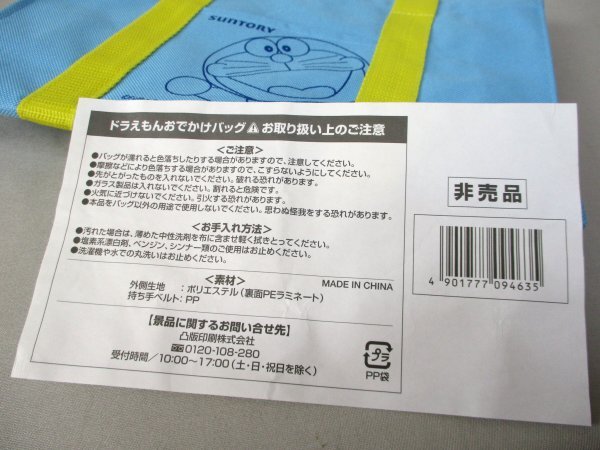 SUNTORY
ドラえもんおでかけバッグ⚠お取り扱い上のご注意
<ご注意>
●バッグが濡れると色落ちしたりする場合がありますので、注意してください。
●摩擦などにより色落ちする場合がありますので、こすらないようにしてください。
●先がとがったものを入れないでください。破れる恐れがあります。
●ガラス製品は入れないでください。割れると危険です。
●火気に近づけないでください。引火する恐れがあります。
●本品をバッグ以外の用途で使用しないでください。思わぬ怪我をする恐れがあります。
<お手入れ方法>
●汚れた場合は、薄めた中性洗剤を布に含ませ軽く拭きとってください。
●塩素系漂白剤、ベンジン、シンナー類のご使用はお止めください。
●洗濯機や水での丸洗いはお止めください。
<素材>
MADE IN CHINA
外側生地 :ポリエステル(裏面PEラミネート)
持ち手ベルト:PP
【景品に関するお問い合せ先】
凸版印刷株式会社
0120-108-280
受付時間/10:00~17:00(土・日・祝日を除く)
プラ
PP袋
非売品
4 901777 094635